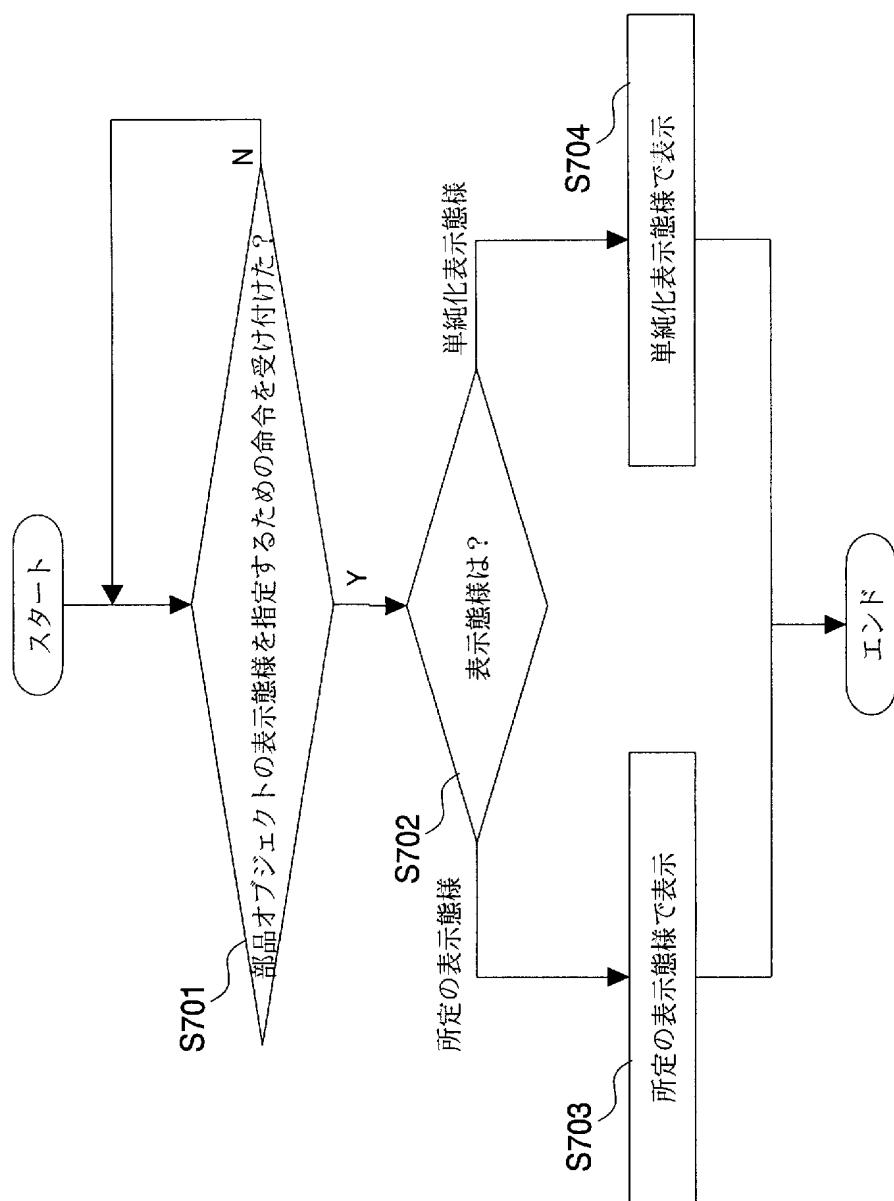 スタート
S701
部品オブジェクトの表示態様を指定するための命令を受け付けた？
N
Y
S702
表示態様は？
所定の表示態様
単純化表示態様
S703
所定の表示態様で表示
S704
単純化表示態様で表示
エンド